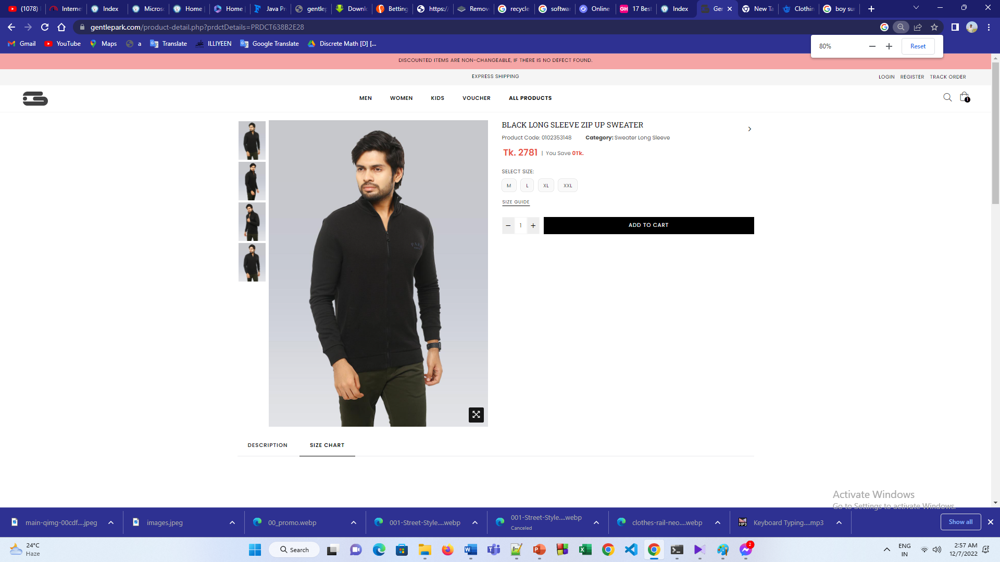 (1078)
Interne
Index
Micros
Home
Home
Java Pr
gentlep
Downl
Betting
https:/
Remov
recycle
softwa
Online
GH 17 Best
Index
Ger
New Ta
Clothin
boy su
gentlepark.com/product-detail.php?prdctDetails=PRDCT638B2E28
Gmail
YouTube
Maps
a
Translate
ILLIYEEN
Google Translate
Discrete Math [D] [...
80%
Reset
DISCOUNTED ITEMS ARE NON-CHANGEABLE, IF THERE IS NO DEFECT FOUND.
EXPRESS SHIPPING
LOGIN REGISTER TRACK ORDER
MEN WOMEN KIDS VOUCHER ALL PRODUCTS
1
BLACK LONG SLEEVE ZIP UP SWEATER
Product Code: 0102353148 Category: Sweater Long Sleeve
Tk. 2781 | You Save 0Tk.
SELECT SIZE:
M L XL XXL
SIZE GUIDE
− 1 + ADD TO CART
DESCRIPTION SIZE CHART
Activate Windows
Go to Settings to activate Windows.
main-qimg-00cdf....jpeg
images.jpeg
00_promo.webp
001-Street-Style....webp
001-Street-Style....webp
Canceled
clothes-rail-neo....webp
MP3
Keyboard Typing....mp3
Show all
24°C
Haze
Search
2
ENG
IN
2:57 AM
12/7/2022